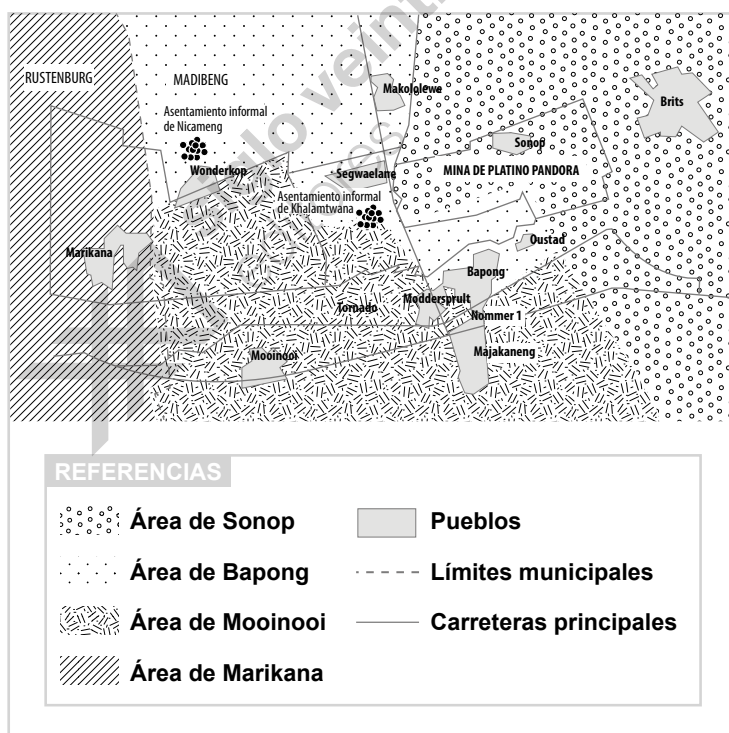 RUSTENBURG
MADIBENG
Makololewe
Brits
Asentamiento informal
de Nicameng
Sonop
Wonderkop
Segwaelane
MINA DE PLATINO PANDORA
Asentamiento informal
de Khalamtwana
Marikana
Oustad
Bapong
Moddersprult
Tornado
Nommer 1
Mooinooi
Majakaneng
REFERENCIAS
Área de Sonop
Pueblos
Área de Bapong
Límites municipales
Área de Mooinooi
Carreteras principales
Área de Marikana